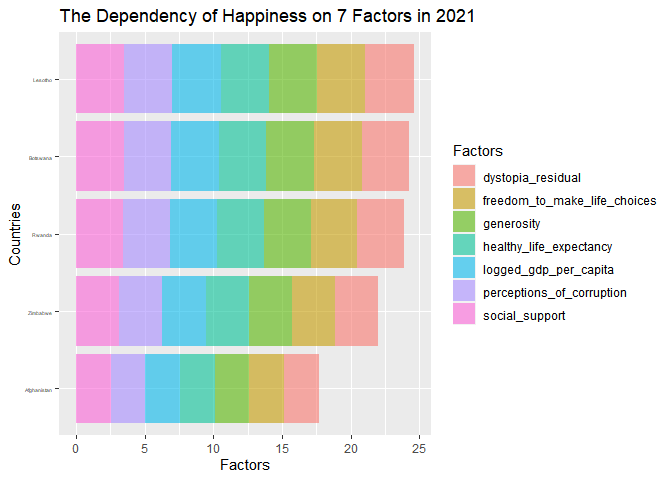 The Dependency of Happiness on 7 Factors in 2021
Countries
Lesotho
Botswana
Rwanda
Zimbabwe
Afghanistan
0 5 10 15 20 25
Factors
Factors
dystopia_residual
freedom_to_make_life_choices
generosity
healthy_life_expectancy
logged_gdp_per_capita
perceptions_of_corruption
social_support